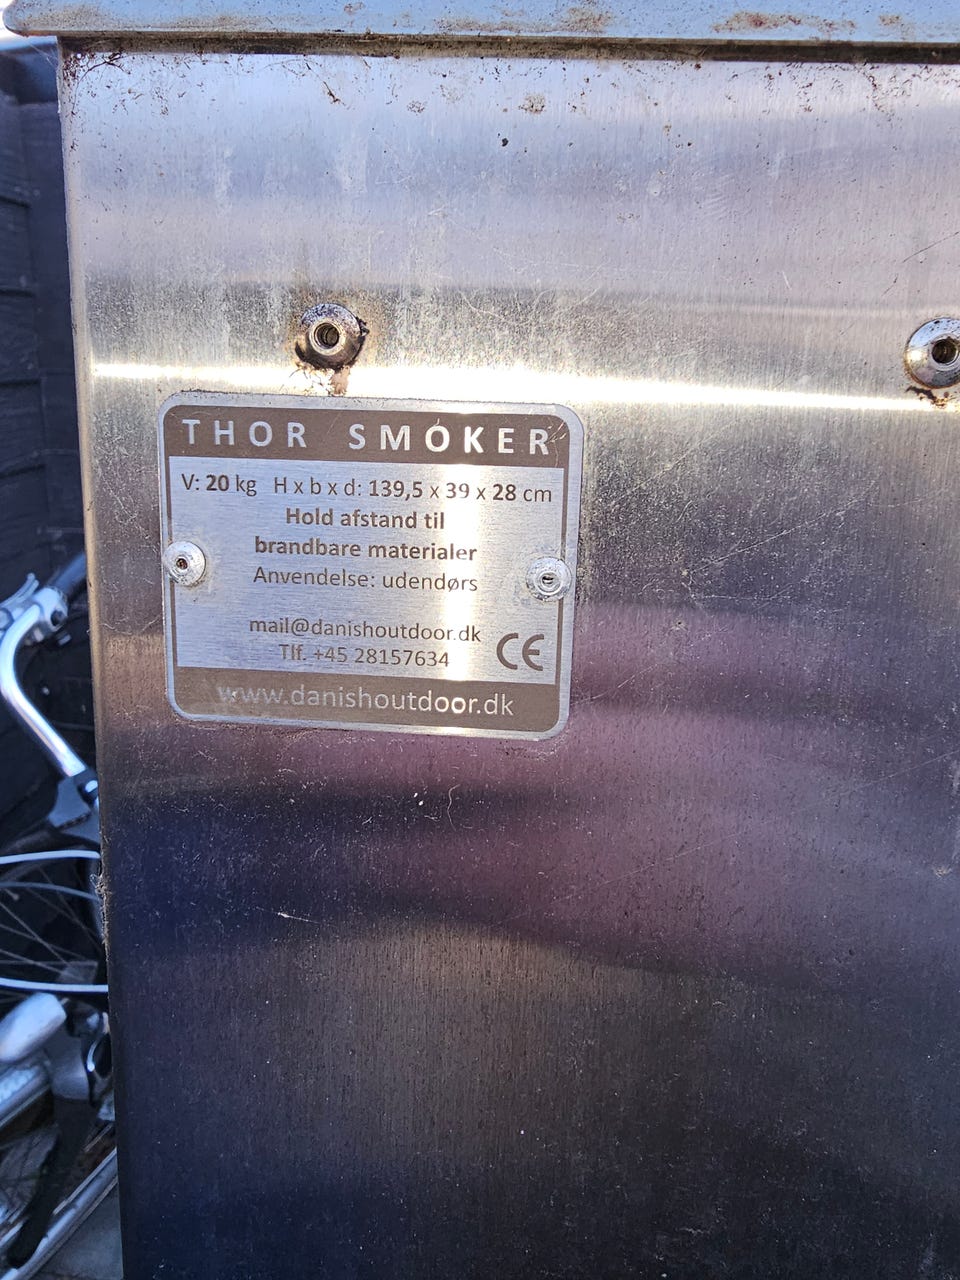 THOR SMOKER
V: 20 kg H x b x d: 139,5 x 39 x 28 cm
Hold afstand til
brandbare materialer
Anvendelse: udendørs
mail@danishoutdoor.dk
Tlf. +45 28157634
CE
www.danishoutdoor.dk